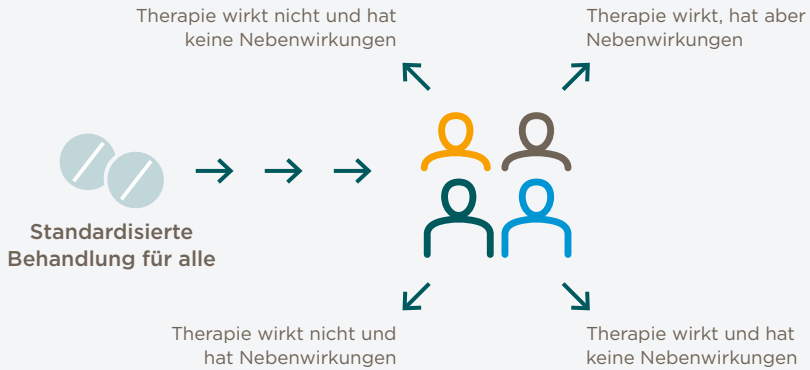 Therapie wirkt nicht und hat
keine Nebenwirkungen
Therapie wirkt, hat aber
Nebenwirkungen
Standardisierte
Behandlung für alle
Therapie wirkt nicht und
hat Nebenwirkungen
Therapie wirkt und hat
keine Nebenwirkungen